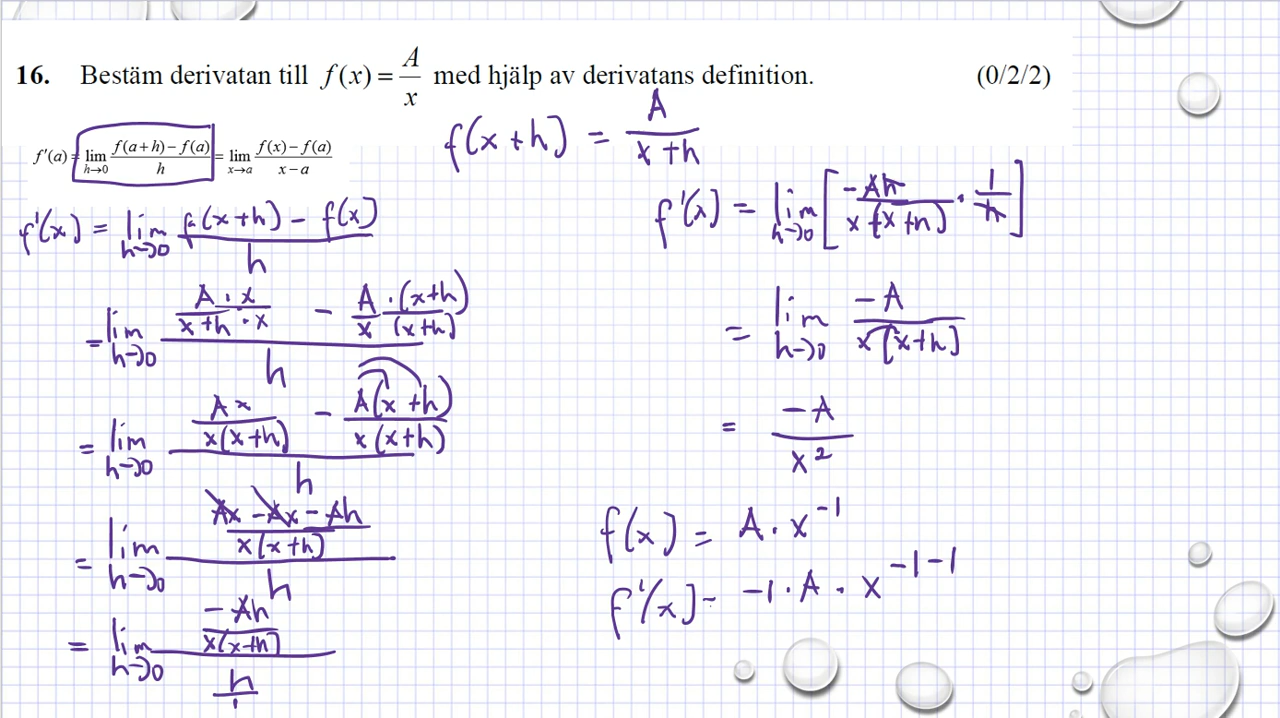 16. Bestäm derivatan till f(x) = A/x med hjälp av derivatans definition. (0/2/2)
f'(a) = lim h→0 (f(a+h) − f(a))/h = lim x→a (f(x) − f(a))/(x − a)
f'(x) = lim h→0 (f(x+h) − f(x))/h
= lim h→0 ((A · x)/(x+h · x) − (A · (x+h))/(x (x+h)))/h
= lim h→0 ((Ax)/(x(x+h)) − (A(x+h))/(x(x+h)))/h
= lim h→0 ((Ax − Ax − Ah)/(x(x+h)))/h
= lim h→0 ((−Ah)/(x(x+h)))/(h/1)
f(x+h) = A/(x+h)
f'(x) = lim h→0 [(−Ah)/(x (x+h)) · 1/h]
= lim h→0 (−A)/(x(x+h))
= −A/x²
f(x) = A · x⁻¹
f'(x) = −1 · A · x⁻¹⁻¹